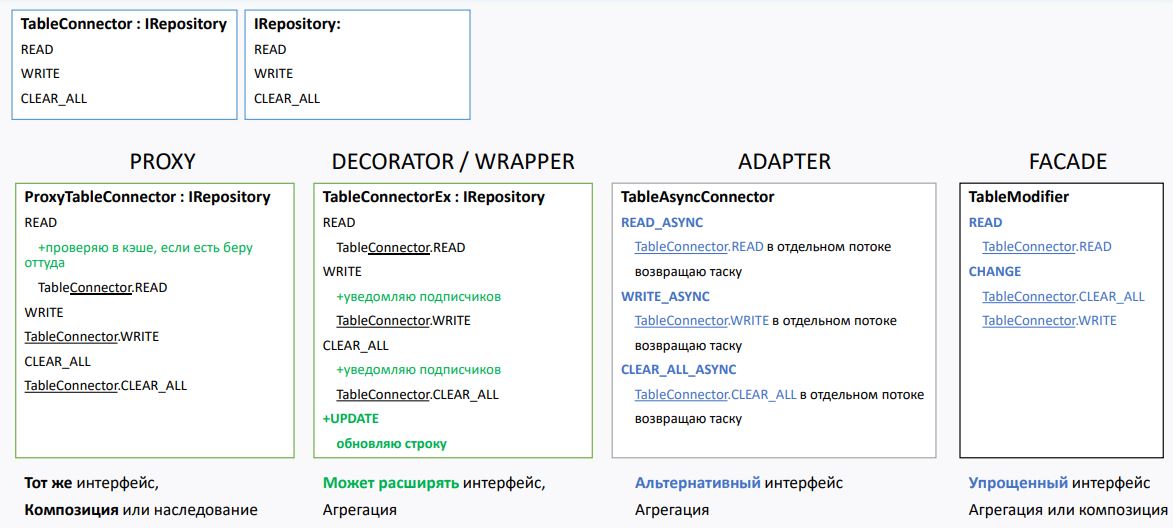 TableConnector : IRepository
READ
WRITE
CLEAR_ALL
IRepository:
READ
WRITE
CLEAR_ALL
PROXY
ProxyTableConnector : IRepository
READ
+проверяю в кэше, если есть беру
оттуда
TableConnector.READ
WRITE
TableConnector.WRITE
CLEAR_ALL
TableConnector.CLEAR_ALL
Тот же интерфейс,
Композиция или наследование
DECORATOR / WRAPPER
TableConnectorEx : IRepository
READ
TableConnector.READ
WRITE
+уведомляю подписчиков
TableConnector.WRITE
CLEAR_ALL
+уведомляю подписчиков
TableConnector.CLEAR_ALL
+UPDATE
обновляю строку
Может расширять интерфейс,
Агрегация
ADAPTER
TableAsyncConnector
READ_ASYNC
TableConnector.READ в отдельном потоке
возвращаю таску
WRITE_ASYNC
TableConnector.WRITE в отдельном потоке
возвращаю таску
CLEAR_ALL_ASYNC
TableConnector.CLEAR_ALL в отдельном потоке
возвращаю таску
Альтернативный интерфейс
Агрегация
FACADE
TableModifier
READ
TableConnector.READ
CHANGE
TableConnector.CLEAR_ALL
TableConnector.WRITE
Упрощенный интерфейс
Агрегация или композиция